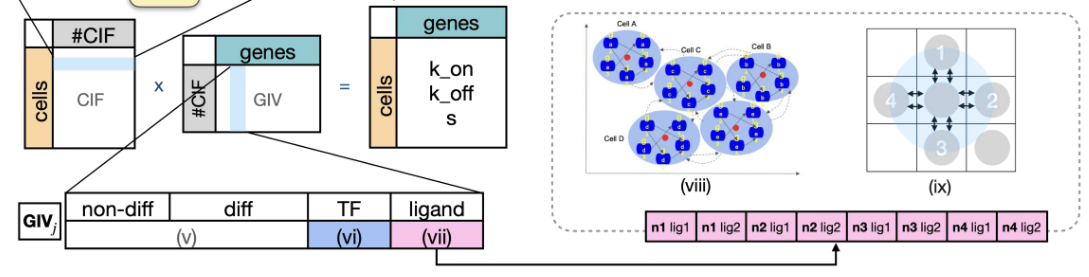 #CIF
cells
CIF
x
genes
#CIF
GIV
=
genes
cells
k_on
k_off
s
GIVj
non-diff
diff
TF
ligand
(v)
(vi)
(vii)
Cell A
Cell C
Cell B
Cell D
(viii)
1
4
2
3
(ix)
n1 lig1
n1 lig2
n2 lig1
n2 lig2
n3 lig1
n3 lig2
n4 lig1
n4 lig2